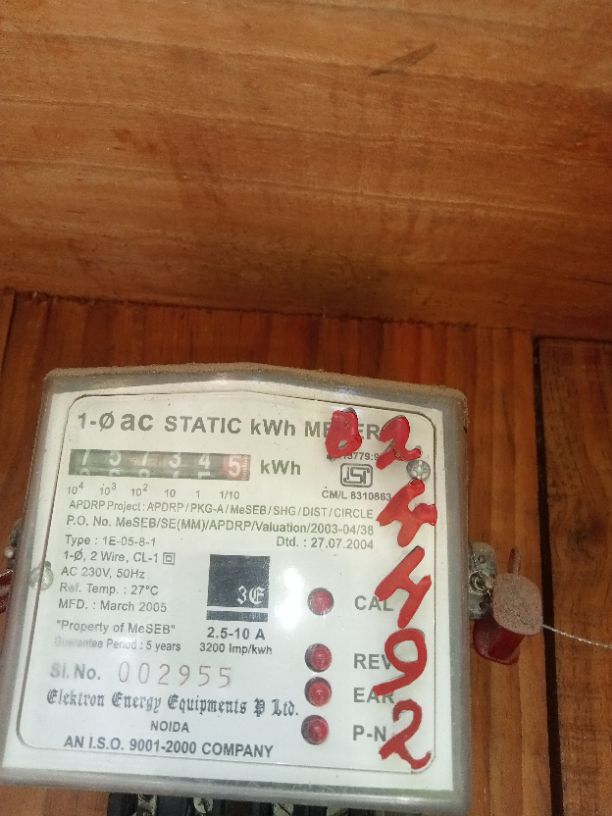 1-Ø ac STATIC kWh METER
kWh
10⁴ 10³ 10² 10 1 1/10
CM/L 8310863
APDRP Project : APDRP / PKG-A / MeSEB / SHG / DIST / CIRCLE
P.O. No. MeSEB/SE(MM)/APDRP/Valuation/2003-04/38
Type : 1E-05-8-1 Dtd. : 27.07.2004
1-Ø, 2 Wire, CL-1
AC 230V, 50Hz
Ref. Temp. : 27°C
MFD. : March 2005
3E
CAL
"Property of MeSEB" 2.5-10 A
Guarantee Period : 5 years 3200 Imp/kwh
REV
Sl. No. 002955
EAR
Elektron Energy Equipments P Ltd.
P-N
NOIDA
AN I.S.O. 9001-2000 COMPANY